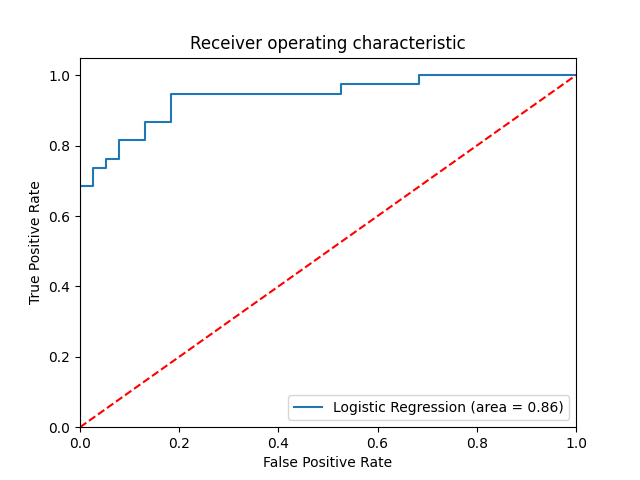 Receiver operating characteristic
1.0
0.8
0.6
0.4
0.2
0.0
True Positive Rate
Logistic Regression (area = 0.86)
0.0 0.2 0.4 0.6 0.8 1.0
False Positive Rate